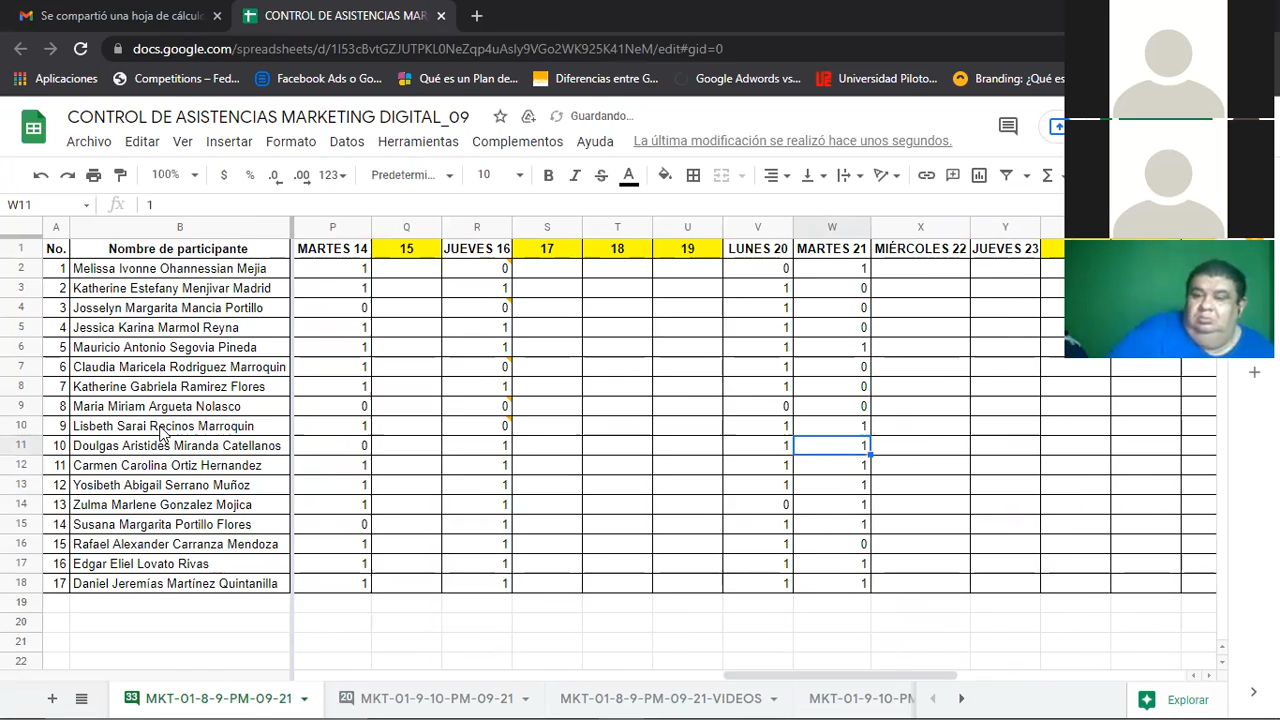 Se compartió una hoja de cálcul
CONTROL DE ASISTENCIAS MAR
docs.google.com/spreadsheets/d/1I53cBvtGZJUTPKL0NeZqp4uAsly9VGo2WK925K41NeM/edit#gid=0
Aplicaciones Competitions – Fed... Facebook Ads o Go... Qué es un Plan de... Diferencias entre G... Google Adwords vs... Universidad Piloto... Branding: ¿Qué es
CONTROL DE ASISTENCIAS MARKETING DIGITAL_09 Guardando...
Archivo Editar Ver Insertar Formato Datos Herramientas Complementos Ayuda La última modificación se realizó hace unos segundos.
100% $ % .0 .00 123 Predetermi... 10 B I S A Σ
W11 fx 1
A B P Q R S T U V W X Y
1 No. Nombre de participante MARTES 14 15 JUEVES 16 17 18 19 LUNES 20 MARTES 21 MIÉRCOLES 22 JUEVES 23
2 1 Melissa Ivonne Ohannessian Mejia 1 0 0 1
3 2 Katherine Estefany Menjivar Madrid 1 1 1 0
4 3 Josselyn Margarita Mancia Portillo 0 0 1 0
5 4 Jessica Karina Marmol Reyna 1 1 1 0
6 5 Mauricio Antonio Segovia Pineda 1 1 1 1
7 6 Claudia Maricela Rodriguez Marroquin 1 0 1 0
8 7 Katherine Gabriela Ramirez Flores 1 1 1 0
9 8 Maria Miriam Argueta Nolasco 0 0 0 0
10 9 Lisbeth Sarai Recinos Marroquin 1 0 1 1
11 10 Doulgas Aristides Miranda Catellanos 0 1 1 1
12 11 Carmen Carolina Ortiz Hernandez 1 1 1 1
13 12 Yosibeth Abigail Serrano Muñoz 1 1 1 1
14 13 Zulma Marlene Gonzalez Mojica 1 1 0 1
15 14 Susana Margarita Portillo Flores 0 1 1 1
16 15 Rafael Alexander Carranza Mendoza 1 1 1 0
17 16 Edgar Eliel Lovato Rivas 1 1 1 1
18 17 Daniel Jeremías Martínez Quintanilla 1 1 1 1
19
20
21
22
33 MKT-01-8-9-PM-09-21 20 MKT-01-9-10-PM-09-21 MKT-01-8-9-PM-09-21-VIDEOS MKT-01-9-10-PM Explorar